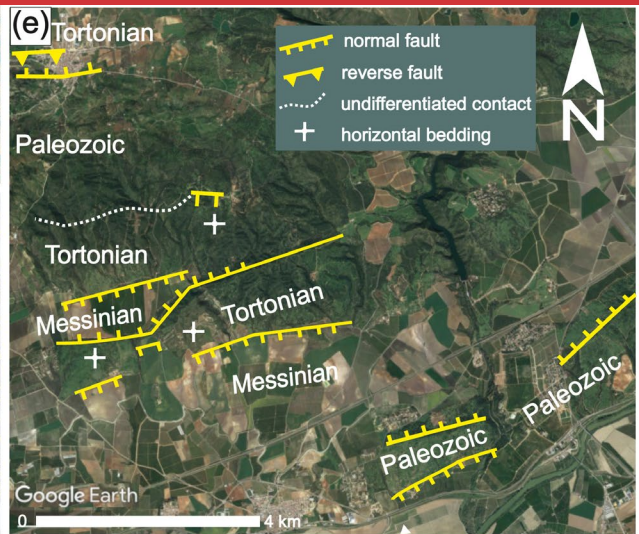 (e)
Tortonian
normal fault
reverse fault
undifferentiated contact
horizontal bedding
N
Paleozoic
Tortonian
Messinian
Tortonian
Messinian
Paleozoic
Paleozoic
Google Earth
0 4 km